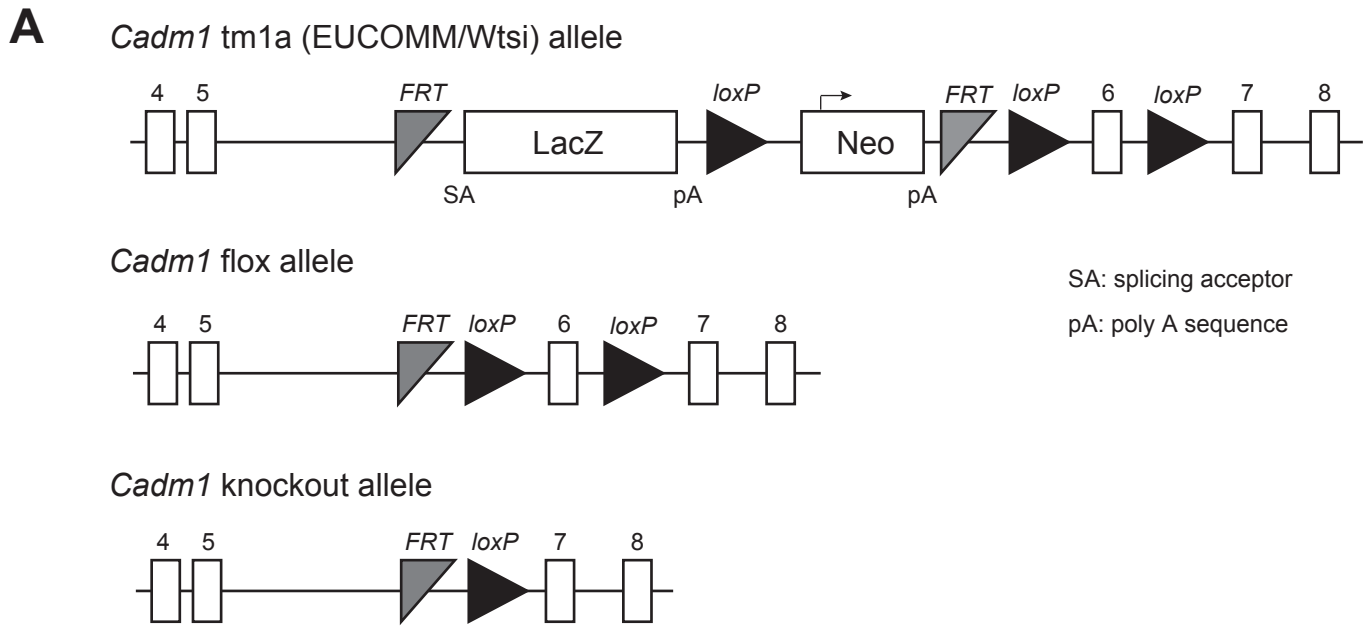 A
Cadm1 tm1a (EUCOMM/Wtsi) allele
4 5 FRT loxP FRT loxP 6 loxP 7 8
LacZ Neo
SA pA pA
Cadm1 flox allele
SA: splicing acceptor
4 5 FRT loxP 6 loxP 7 8
pA: poly A sequence
Cadm1 knockout allele
4 5 FRT loxP 7 8